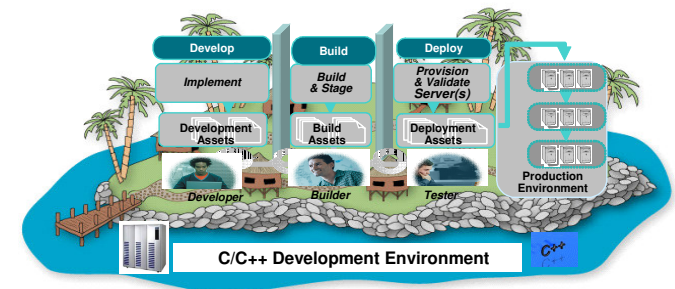 Develop
Build
Deploy
Implement
Build
& Stage
Provision
& Validate
Server(s)
Development
Assets
Build
Assets
Deployment
Assets
Production
Environment
Developer
Builder
Tester
C/C++ Development Environment
C++